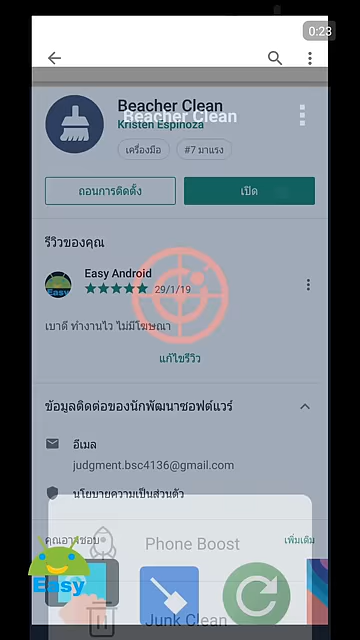 0:23
Beacher Clean
Beacher Clean
Kristen Espinoza
เครื่องมือ
#7 มาแรง
ถอนการติดตั้ง
เปิด
รีวิวของคุณ
Easy Android
29/1/19
เบาดี ทำงานไว ไม่มีโฆษณา
แก้ไขรีวิว
ข้อมูลติดต่อของนักพัฒนาซอฟต์แวร์
อีเมล
judgment.bsc4136@gmail.com
นโยบายความเป็นส่วนตัว
คุณอาจชอบ
เพิ่มเติม
Phone Boost
Easy
Junk Clean